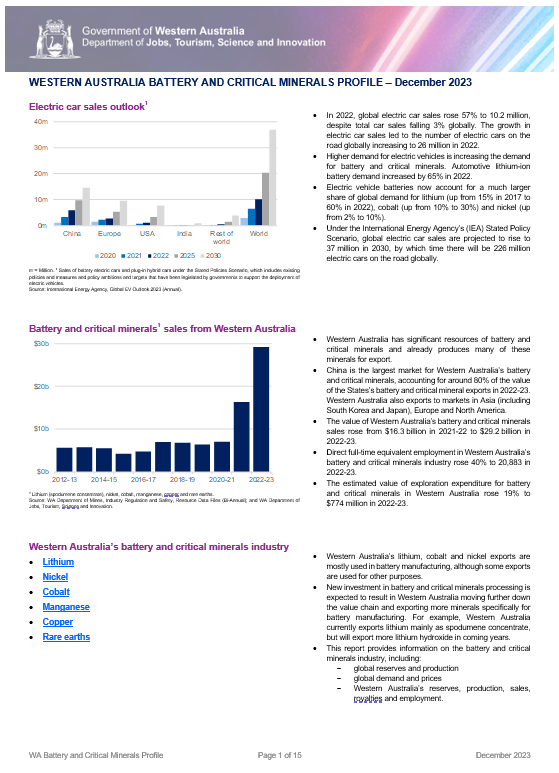 Government of Western Australia
Department of Jobs, Tourism, Science and Innovation
WESTERN AUSTRALIA BATTERY AND CRITICAL MINERALS PROFILE – December 2023
Electric car sales outlook¹
40m
30m
20m
10m
0m
China
Europe
USA
India
Rest of
world
World
2020
2021
2022
2025
2030
m = Million. ¹ Sales of battery electric cars and plug-in hybrid cars under the Stated Policies Scenario, which includes existing
policies and measures and policy ambitions and targets that have been legislated by governments to support the deployment of
electric vehicles.
Source: International Energy Agency, Global EV Outlook 2023 (Annual).
• In 2022, global electric car sales rose 57% to 10.2 million,
despite total car sales falling 3% globally. The growth in
electric car sales led to the number of electric cars on the
road globally increasing to 26 million in 2022.
• Higher demand for electric vehicles is increasing the demand
for battery and critical minerals. Automotive lithium-ion
battery demand increased by 65% in 2022.
• Electric vehicle batteries now account for a much larger
share of global demand for lithium (up from 15% in 2017 to
60% in 2022), cobalt (up from 10% to 30%) and nickel (up
from 2% to 10%).
• Under the International Energy Agency's (IEA) Stated Policy
Scenario, global electric car sales are projected to rise to
37 million in 2030, by which time there will be 226 million
electric cars on the road globally.
Battery and critical minerals¹ sales from Western Australia
$30b
$20b
$10b
$0b
2012-13
2014-15
2016-17
2018-19
2020-21
2022-23
¹ Lithium (spodumene concentrate), nickel, cobalt, manganese, copper and rare earths.
Source: WA Department of Mines, Industry Regulation and Safety, Resource Data Files (Bi-Annual); and WA Department of
Jobs, Tourism, Science and Innovation.
• Western Australia has significant resources of battery and
critical minerals and already produces many of these
minerals for export.
• China is the largest market for Western Australia's battery
and critical minerals, accounting for around 80% of the value
of the States's battery and critical mineral exports in 2022-23.
Western Australia also exports to markets in Asia (including
South Korea and Japan), Europe and North America.
• The value of Western Australia's battery and critical minerals
sales rose from $16.3 billion in 2021-22 to $29.2 billion in
2022-23.
• Direct full-time equivalent employment in Western Australia's
battery and critical minerals industry rose 40% to 20,883 in
2022-23.
• The estimated value of exploration expenditure for battery
and critical minerals in Western Australia rose 19% to
$774 million in 2022-23.
Western Australia's battery and critical minerals industry
• Lithium
• Nickel
• Cobalt
• Manganese
• Copper
• Rare earths
• Western Australia's lithium, cobalt and nickel exports are
mostly used in battery manufacturing, although some exports
are used for other purposes.
• New investment in battery and critical minerals processing is
expected to result in Western Australia moving further down
the value chain and exporting more minerals specifically for
battery manufacturing. For example, Western Australia
currently exports lithium mainly as spodumene concentrate,
but will export more lithium hydroxide in coming years.
• This report provides information on the battery and critical
minerals industry, including:
– global reserves and production
– global demand and prices
– Western Australia's reserves, production, sales,
royalties and employment.
WA Battery and Critical Minerals Profile
Page 1 of 15
December 2023